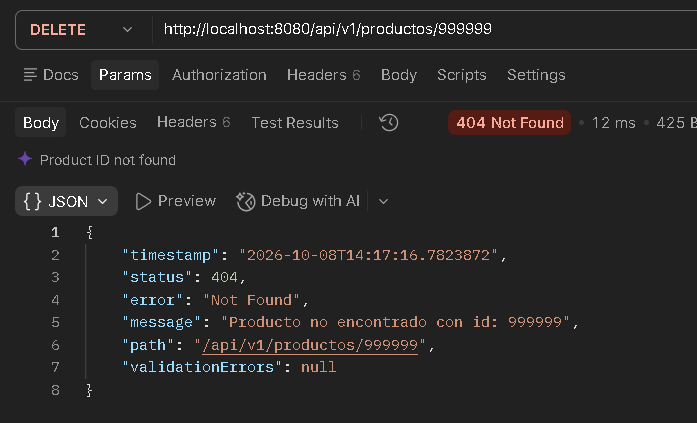 DELETE http://localhost:8080/api/v1/productos/999999
Docs Params Authorization Headers 6 Body Scripts Settings
Body Cookies Headers 6 Test Results 404 Not Found • 12 ms • 425 B
Product ID not found
{} JSON Preview Debug with AI
1 {
2 "timestamp": "2026-10-08T14:17:16.7823872",
3 "status": 404,
4 "error": "Not Found",
5 "message": "Producto no encontrado con id: 999999",
6 "path": "/api/v1/productos/999999",
7 "validationErrors": null
8 }